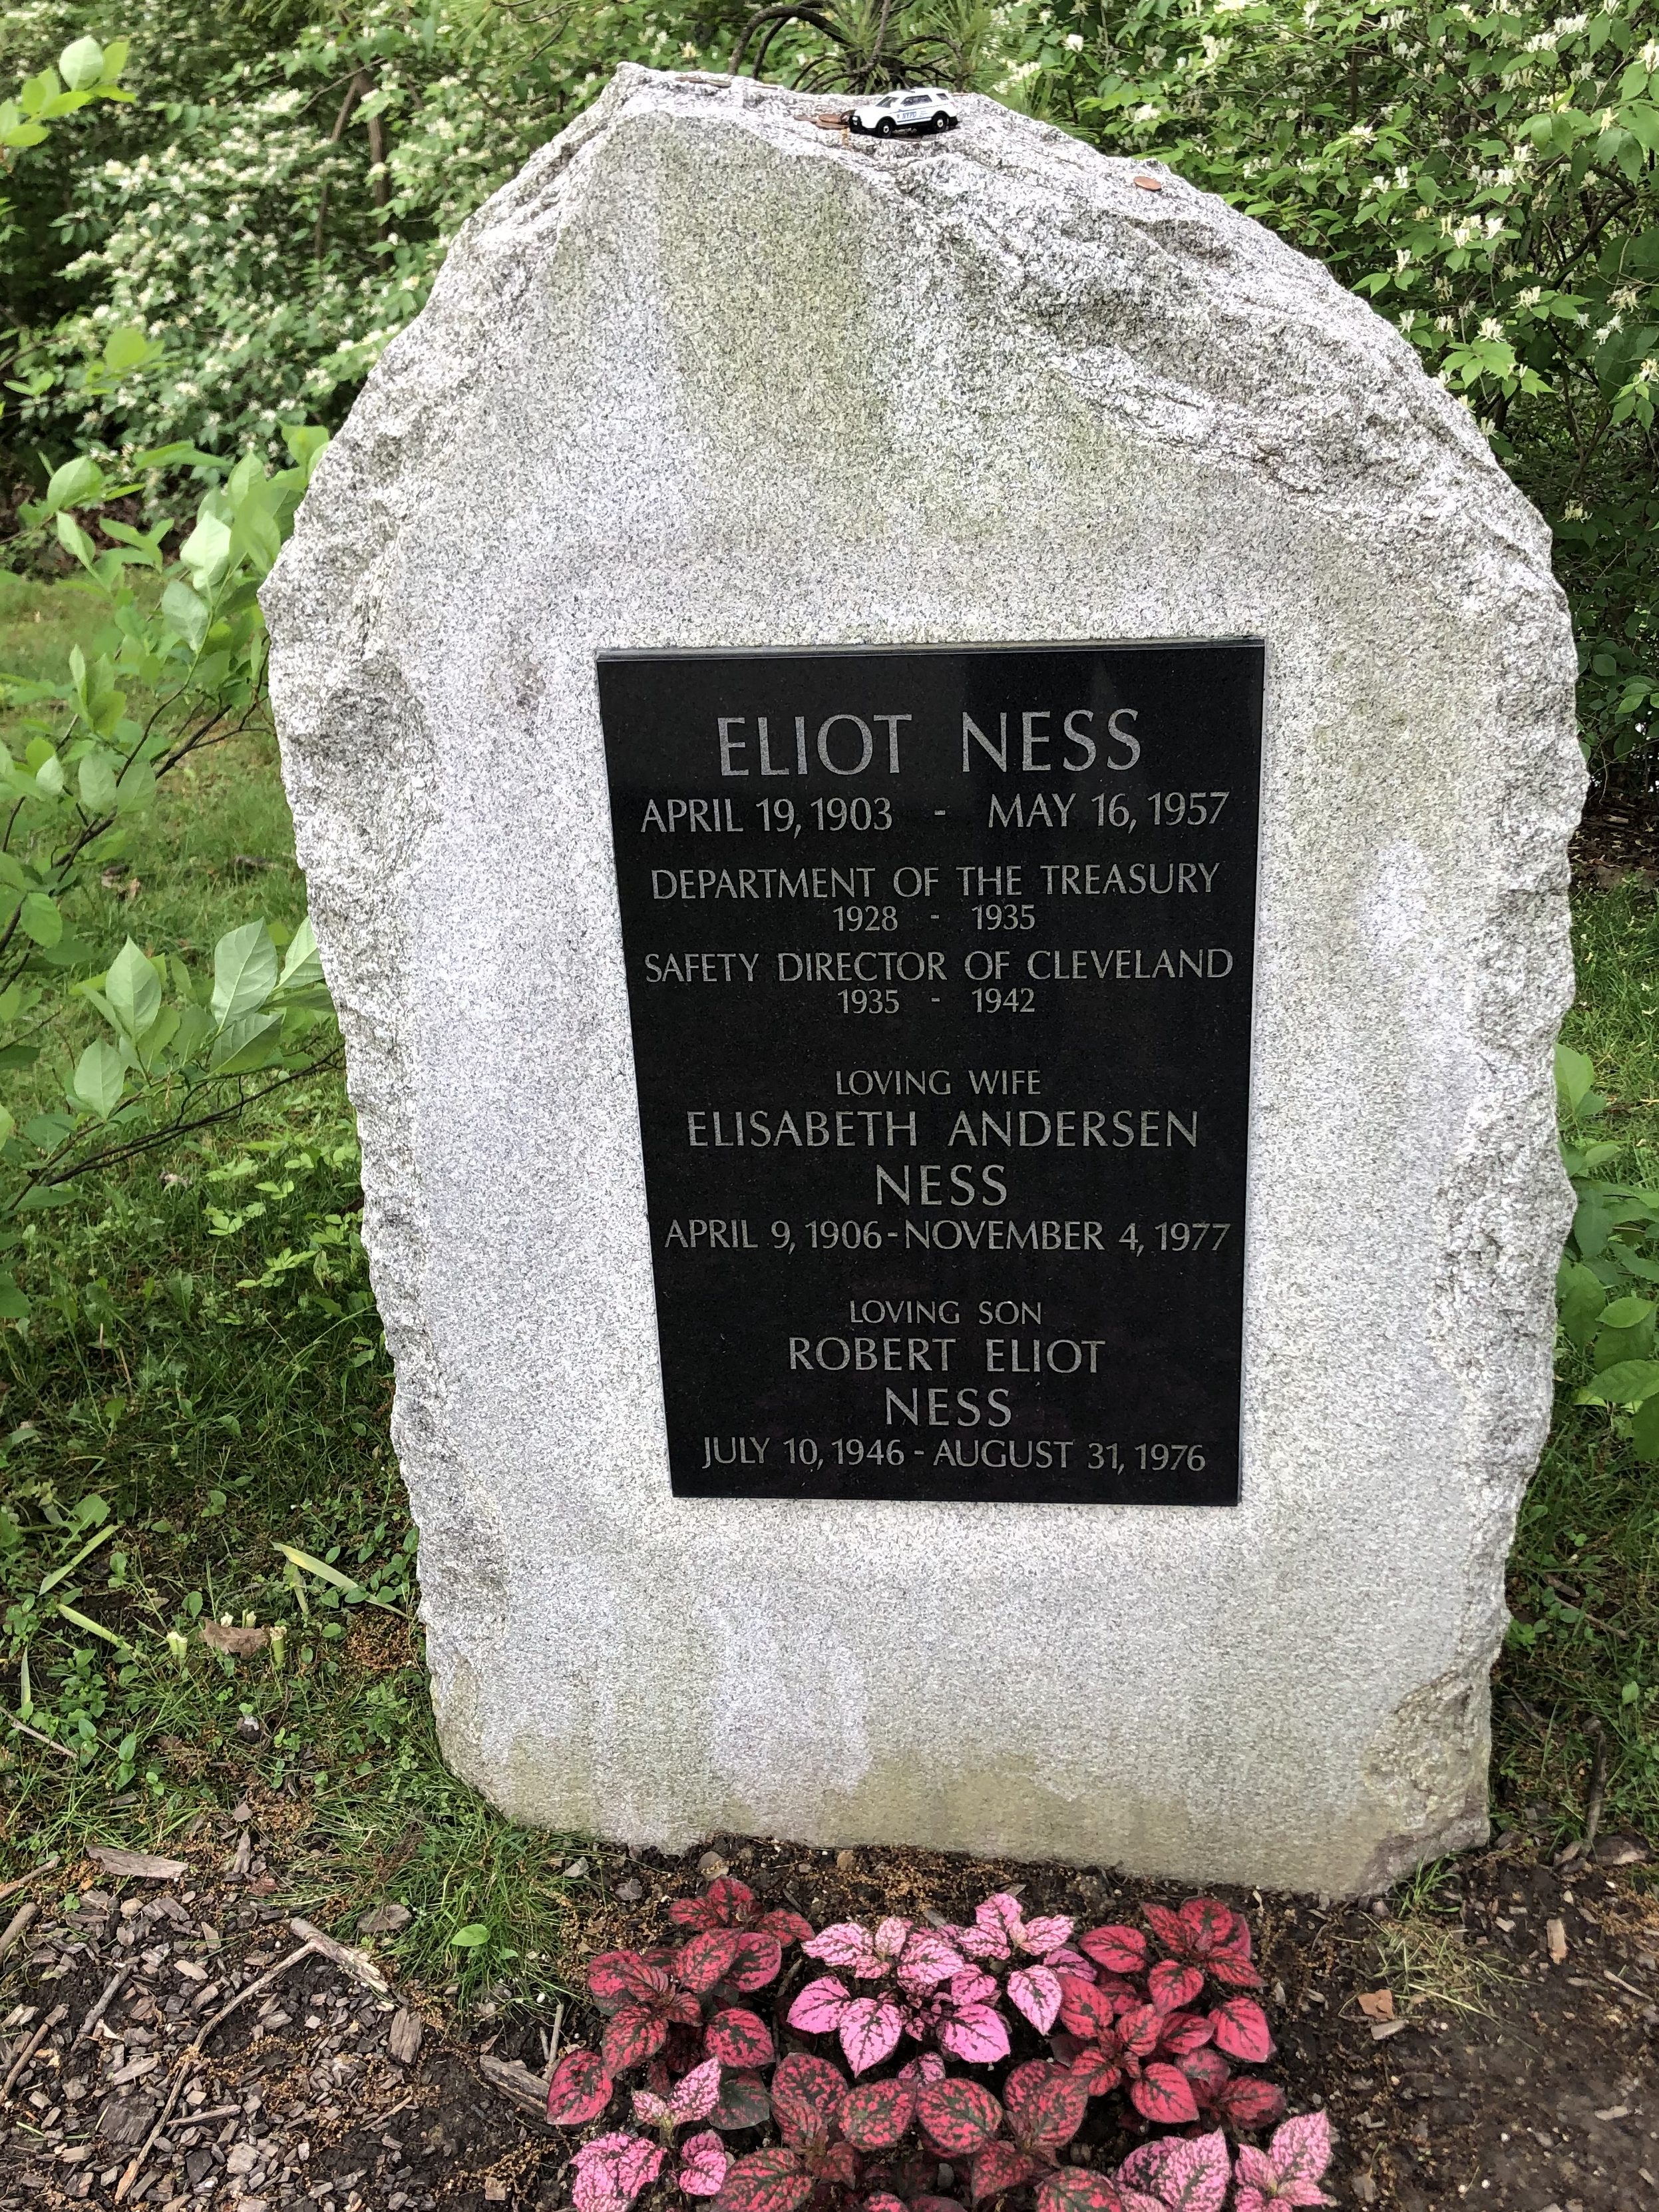 NYPD
ELIOT NESS
APRIL 19, 1903 - MAY 16, 1957
DEPARTMENT OF THE TREASURY
1928 - 1935
SAFETY DIRECTOR OF CLEVELAND
1935 - 1942
LOVING WIFE
ELISABETH ANDERSEN
NESS
APRIL 9, 1906-NOVEMBER 4, 1977
LOVING SON
ROBERT ELIOT
NESS
JULY 10, 1946 - AUGUST 31, 1976